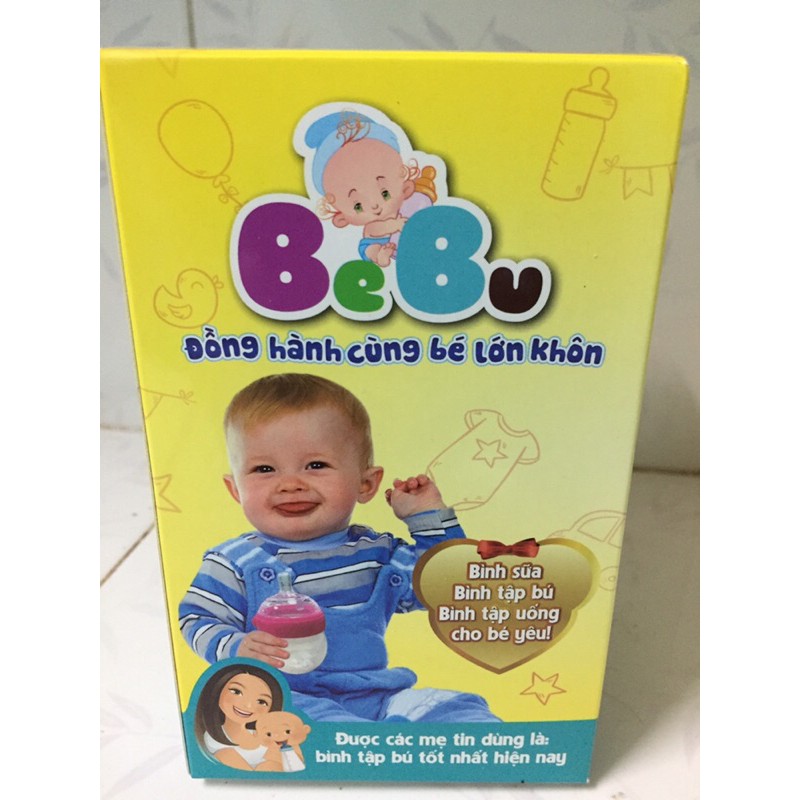 BeBu
Đồng hành cùng bé lớn khôn
Bình sữa
Bình tập bú
Bình tập uống
cho bé yêu!
Được các mẹ tin dùng là:
bình tập bú tốt nhất hiện nay